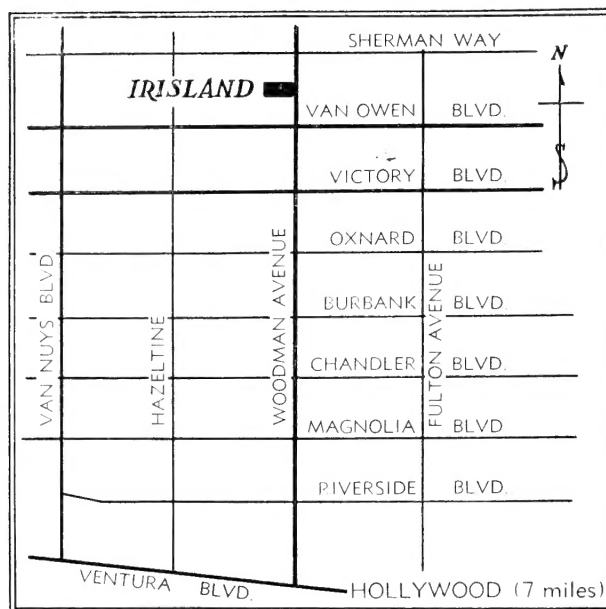 SHERMAN WAY
N
IRISLAND
VAN OWEN BLVD.
S
VICTORY BLVD.
OXNARD BLVD.
VAN NUYS BLVD.
HAZELTINE
WOODMAN AVENUE
FULTON AVENUE
BURBANK BLVD.
CHANDLER BLVD.
MAGNOLIA BLVD
RIVERSIDE BLVD.
VENTURA BLVD.
HOLLYWOOD (7 miles)